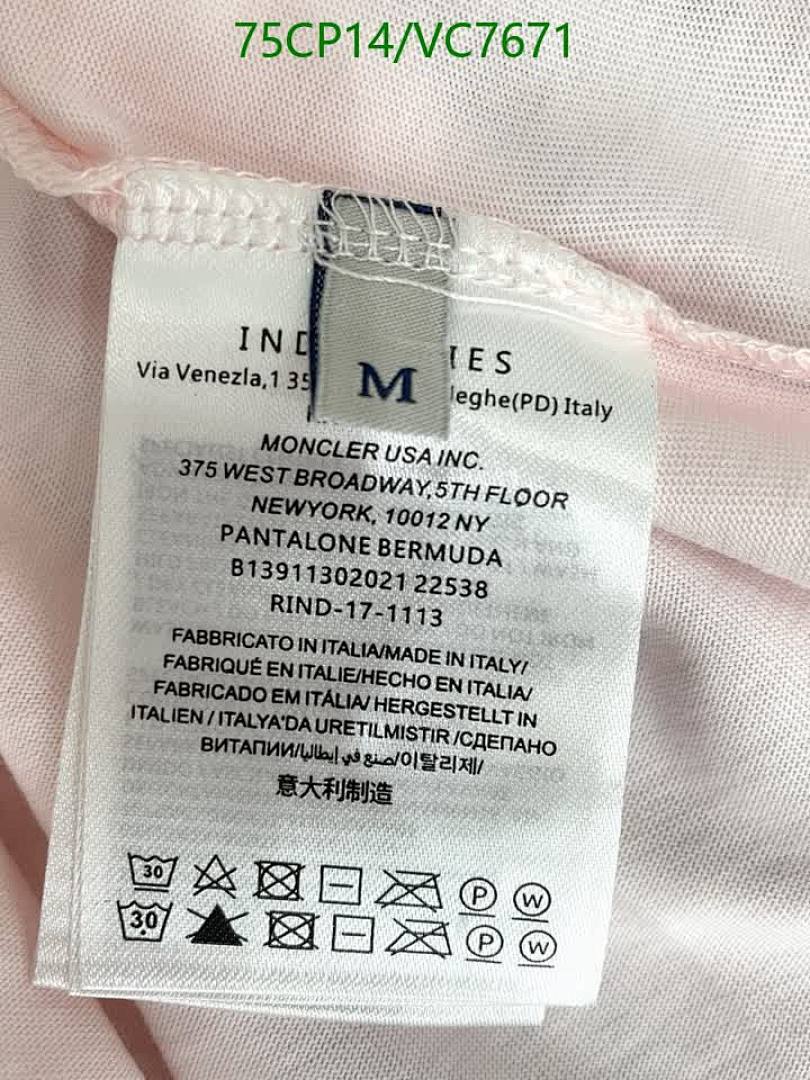 75CP14/VC7671
IND IES
M
Via Venezla,1 35 leghe(PD) Italy
MONCLER USA INC.
375 WEST BROADWAY,5TH FLOOR
NEWYORK, 10012 NY
PANTALONE BERMUDA
B13911302021 22538
RIND-17-1113
FABBRICATO IN ITALIA/MADE IN ITALY/
FABRIQUÉ EN ITALIE/HECHO EN ITALIA/
FABRICADO EM ITÁLIA/ HERGESTELLT IN
ITALIEN / ITALYA'DA URETILMISTIR /СДЕПАНО
ВИТАПИИ/صنع في إيطاليا/이탈리제/
意大利制造
30 P W
30 P W